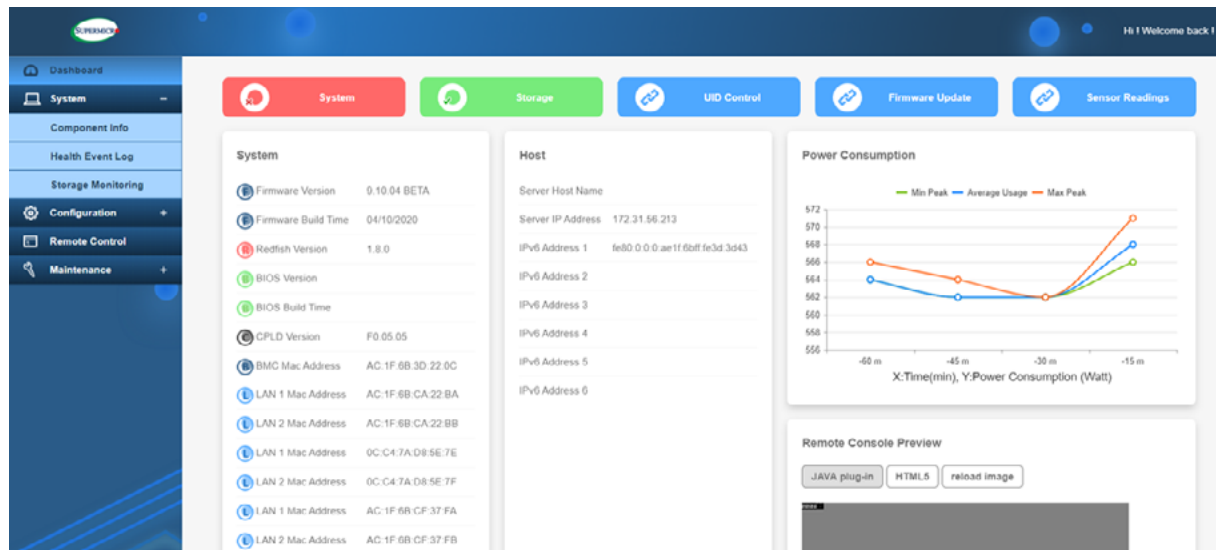 SUPERMICR
Hi ! Welcome back !
Dashboard
System
Component Info
Health Event Log
Storage Monitoring
Configuration
Remote Control
Maintenance
System
Storage
UID Control
Firmware Update
Sensor Readings
System
Firmware Version 9.10.04 BETA
Firmware Build Time 04/10/2020
Redfish Version 1.8.0
BIOS Version
BIOS Build Time
CPLD Version F0.05.05
BMC Mac Address AC:1F:6B:3D:22:0C
LAN 1 Mac Address AC:1F:6B:CA:22:BA
LAN 2 Mac Address AC:1F:6B:CA:22:BB
LAN 1 Mac Address 0C:C4:7A:D8:5E:7E
LAN 2 Mac Address 0C:C4:7A:D8:5E:7F
LAN 1 Mac Address AC:1F:6B:CF:37:FA
LAN 2 Mac Address AC:1F:6B:CF:37:FB
Host
Server Host Name
Server IP Address 172.31.56.213
IPv6 Address 1 fe80:0:0:0:ae1f:6bff:fe3d:3d43
IPv6 Address 2
IPv6 Address 3
IPv6 Address 4
IPv6 Address 5
IPv6 Address 6
Power Consumption
Min Peak Average Usage Max Peak
572
570
568
566
564
562
560
558
556
-60 m -45 m -30 m -15 m
X:Time(min), Y:Power Consumption (Watt)
Remote Console Preview
JAVA plug-in HTML5 reload image